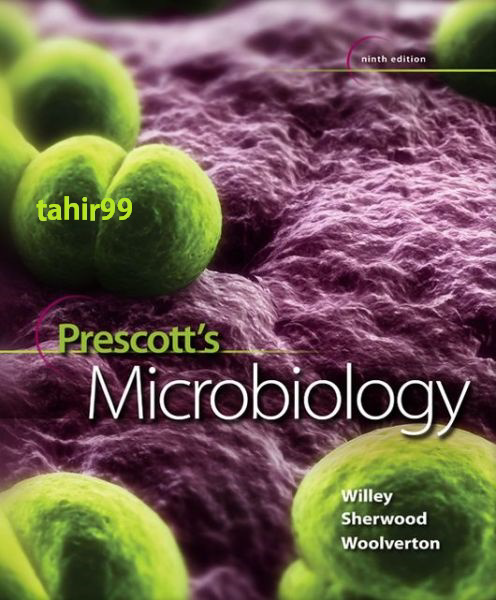 ninth edition
tahir99
Prescott's
Microbiology
Willey
Sherwood
Woolverton